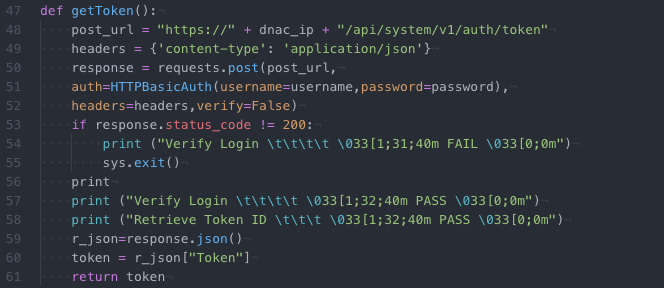 47 def getToken():
48     post_url = "https://" + dnac_ip + "/api/system/v1/auth/token"
49     headers = {'content-type': 'application/json'}
50     response = requests.post(post_url,
51     auth=HTTPBasicAuth(username=username,password=password),
52     headers=headers,verify=False)
53     if response.status_code != 200:
54         print ("Verify Login \t\t\t\t \033[1;31;40m FAIL \033[0;0m")
55         sys.exit()
56     print
57     print ("Verify Login \t\t\t\t \033[1;32;40m PASS \033[0;0m")
58     print ("Retrieve Token ID \t\t\t \033[1;32;40m PASS \033[0;0m")
59     r_json=response.json()
60     token = r_json["Token"]
61     return token